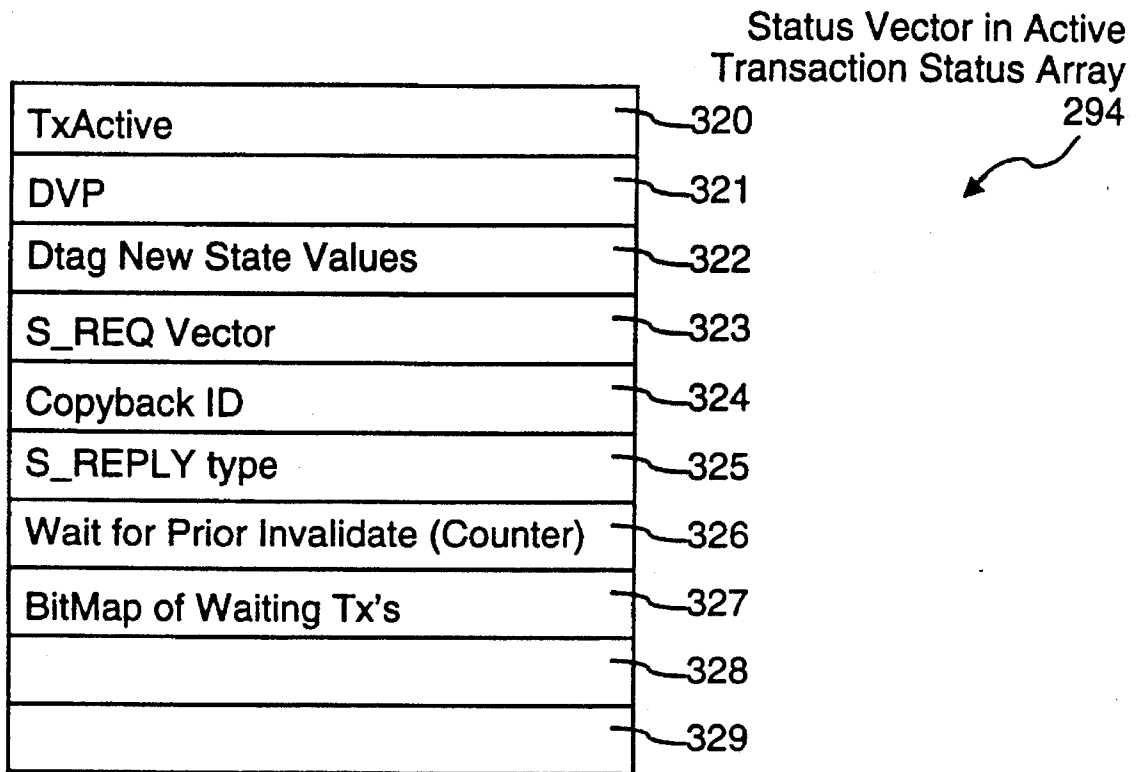 Status Vector in Active
Transaction Status Array
294
TxActive 320
DVP 321
Dtag New State Values 322
S_REQ Vector 323
Copyback ID 324
S_REPLY type 325
Wait for Prior Invalidate (Counter) 326
BitMap of Waiting Tx's 327
328
329